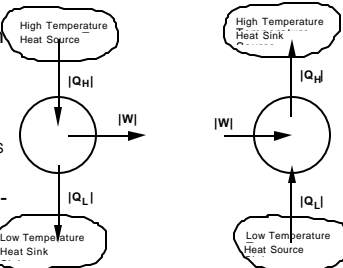 High Temperature
Heat Source
|QH|
|W|
|QL|
Low Temperature
Heat Sink
High Temperature
Heat Sink
|QH|
|W|
|QL|
Low Temperature
Heat Source
s
-